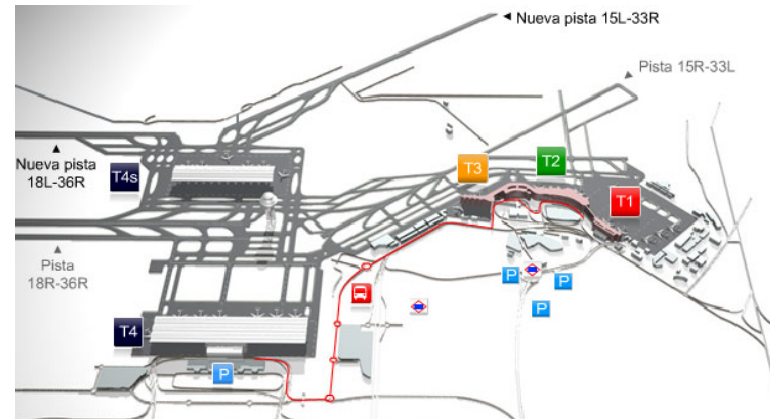 Nueva pista 15L-33R
Pista 15R-33L
T3
T2
Nueva pista
18L-36R
T4s
T1
Pista
18R-36R
P
P
P
T4
P